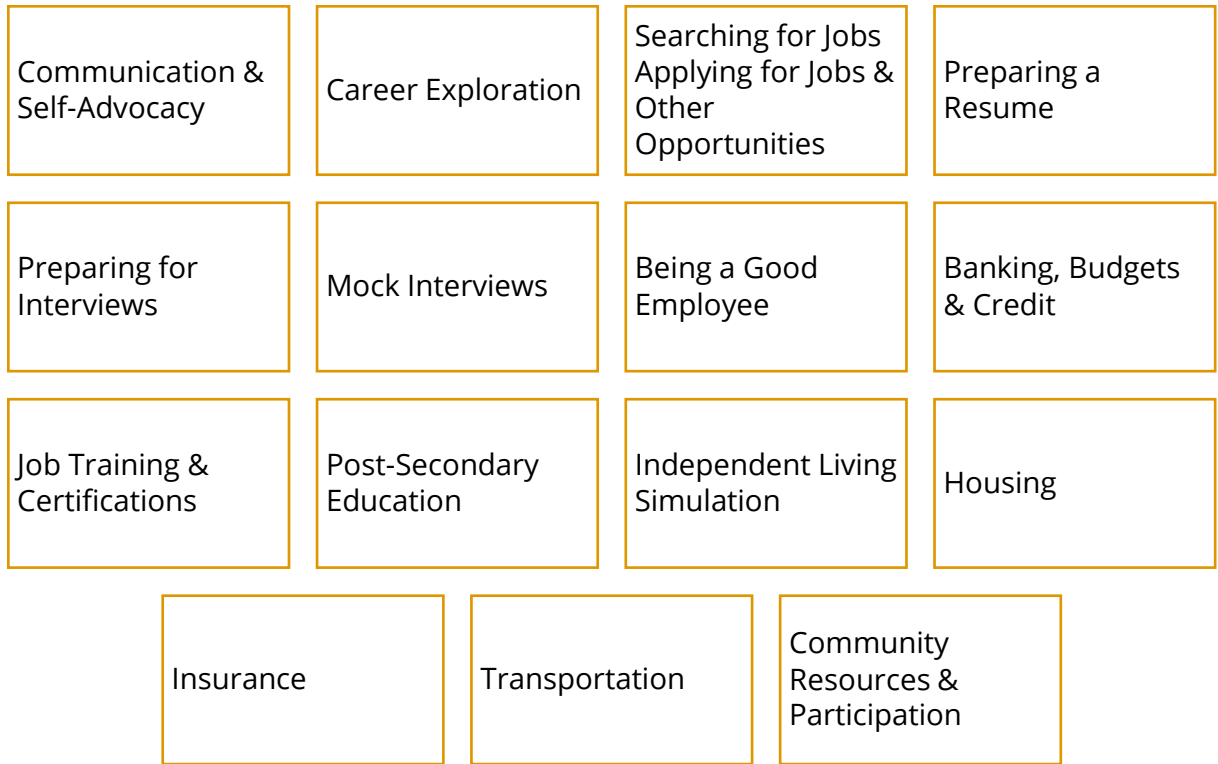 Communication &
Self-Advocacy
Career Exploration
Searching for Jobs
Applying for Jobs &
Other
Opportunities
Preparing a
Resume
Preparing for
Interviews
Mock Interviews
Being a Good
Employee
Banking, Budgets
& Credit
Job Training &
Certifications
Post-Secondary
Education
Independent Living
Simulation
Housing
Insurance
Transportation
Community
Resources &
Participation